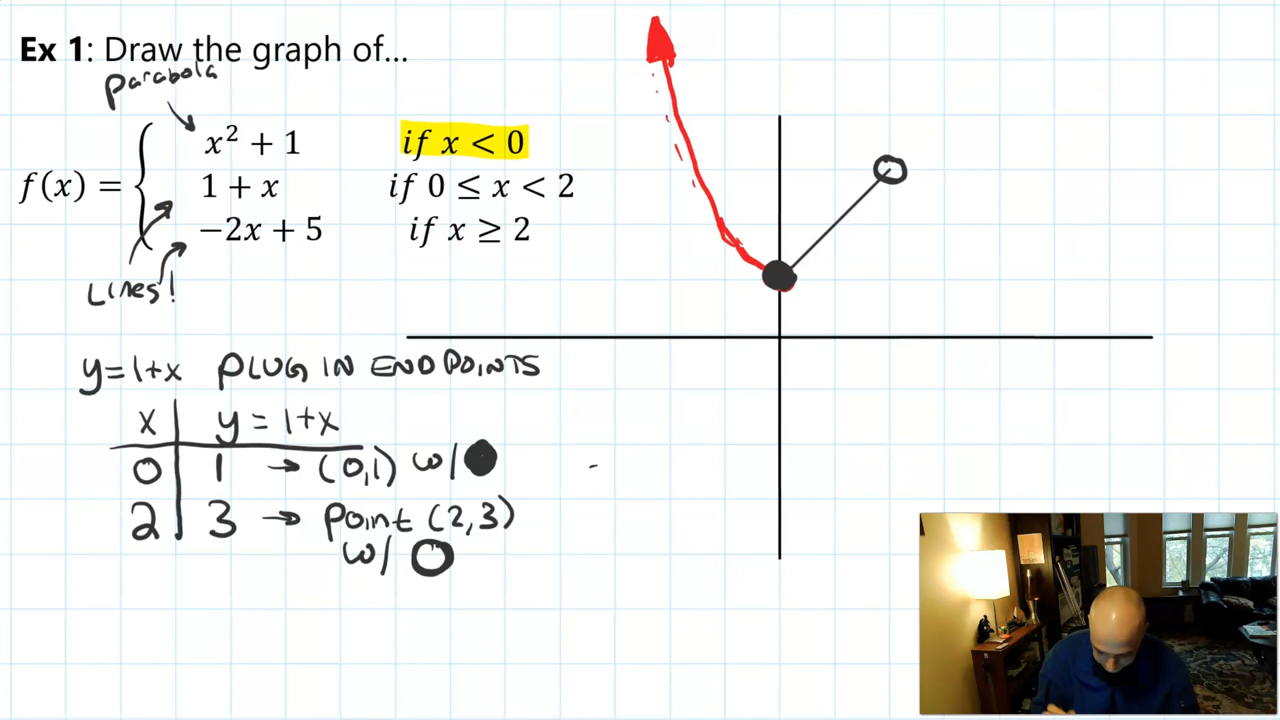 Ex 1: Draw the graph of...
parabola
x² + 1 if x < 0
f(x) = { 1 + x if 0 ≤ x < 2
−2x + 5 if x ≥ 2
Lines!
y=1+x PLUG IN ENDPOINTS
x | y = 1+x
0 | 1 → (0,1) w/ ●
2 | 3 → point (2,3)
w/ ○